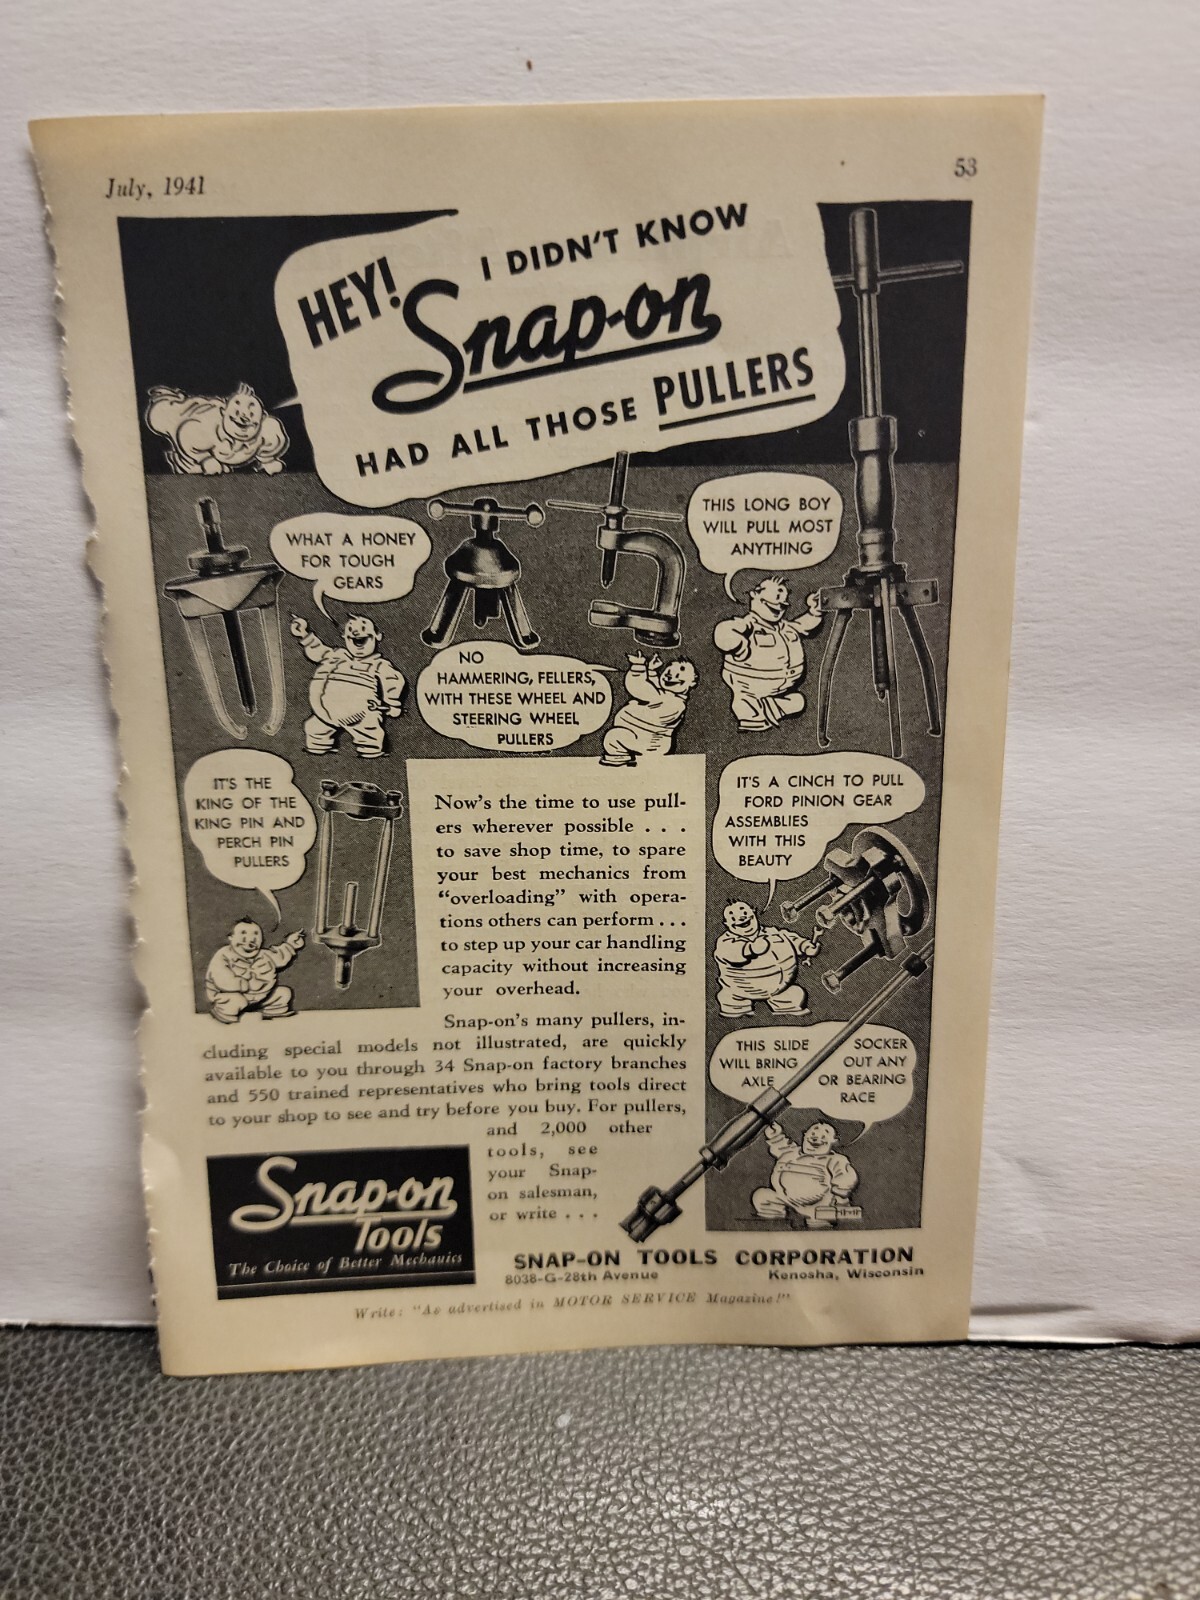 July, 1941
53
HEY! I DIDN'T KNOW
Snap-on
HAD ALL THOSE PULLERS
WHAT A HONEY
FOR TOUGH
GEARS
THIS LONG BOY
WILL PULL MOST
ANYTHING
NO
HAMMERING, FELLERS,
WITH THESE WHEEL AND
STEERING WHEEL
PULLERS
IT'S THE
KING OF THE
KING PIN AND
PERCH PIN
PULLERS
IT'S A CINCH TO PULL
FORD PINION GEAR
ASSEMBLIES
WITH THIS
BEAUTY
Now's the time to use pull-
ers wherever possible . . .
to save shop time, to spare
your best mechanics from
"overloading" with opera-
tions others can perform . . .
to step up your car handling
capacity without increasing
your overhead.
Snap-on's many pullers, in-
cluding special models not illustrated, are quickly
available to you through 34 Snap-on factory branches
and 550 trained representatives who bring tools direct
to your shop to see and try before you buy. For pullers,
and 2,000 other
tools, see
your Snap-
on salesman,
or write . . .
THIS SLIDE SOCKER
WILL BRING OUT ANY
AXLE OR BEARING
RACE
Snap-on
Tools
The Choice of Better Mechanics
SNAP-ON TOOLS CORPORATION
8038-G-28th Avenue Kenosha, Wisconsin
Write: "As advertised in MOTOR SERVICE Magazine!"